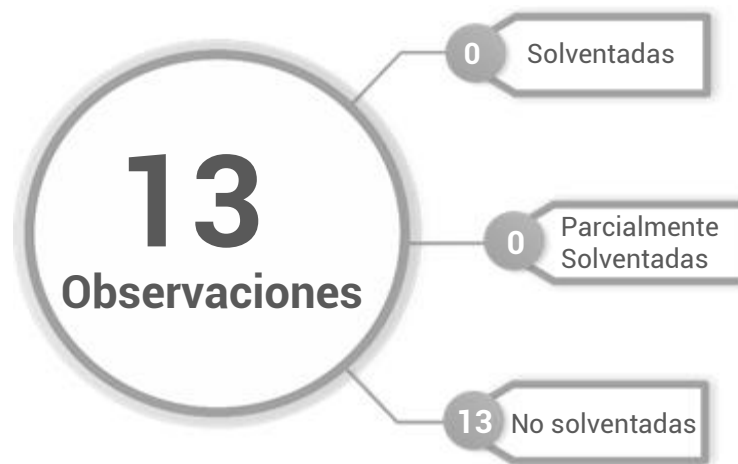 13
Observaciones
0
Solventadas
0
Parcialmente
Solventadas
13
No solventadas